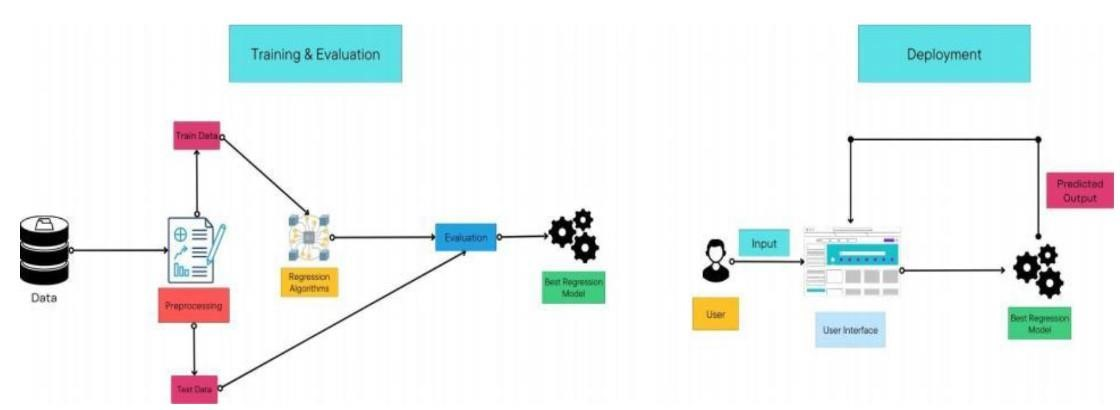 Training & Evaluation
Deployment
Train Data
Predicted
Output
Input
Evaluation
Data
Regression
Algorithms
Best Regression
Model
Preprocessing
User
User Interface
Best Regression
Model
Test Data